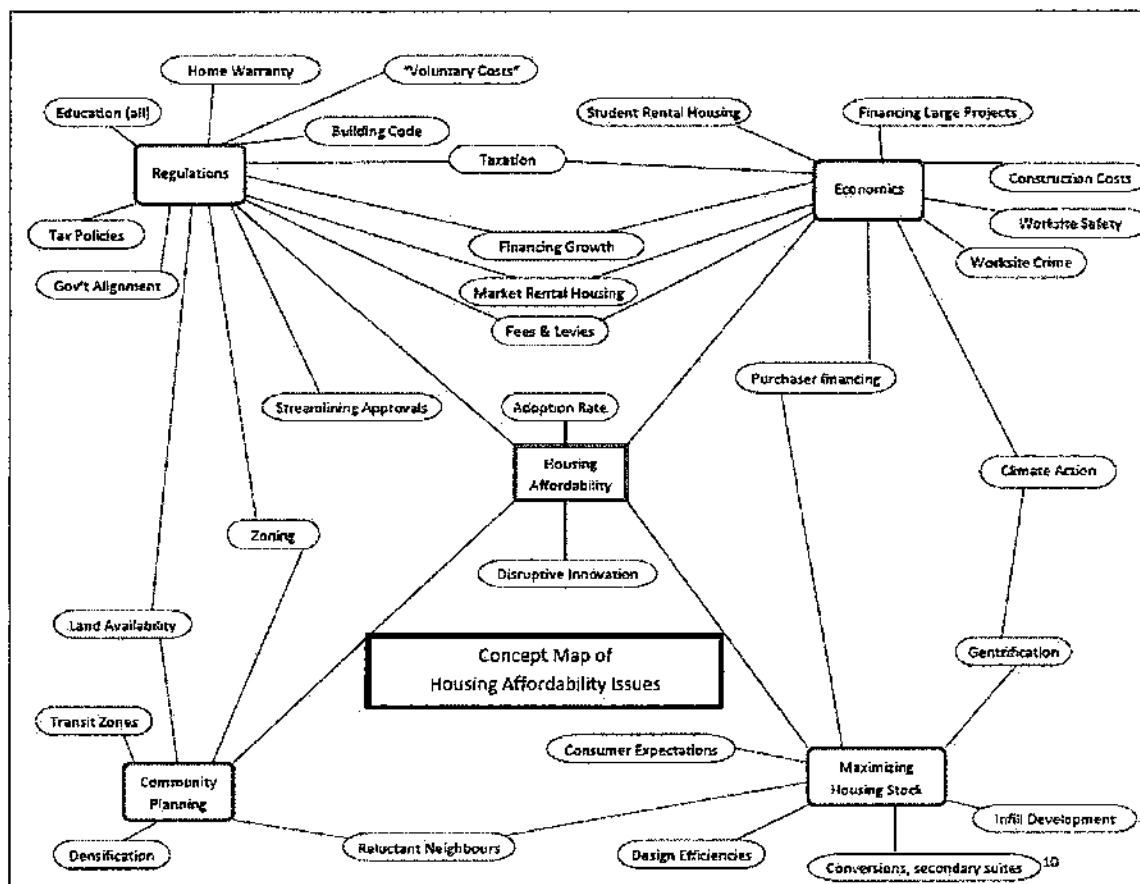 Home Warranty
"Voluntary Costs"
Education (all)
Building Code
Student Rental Housing
Financing Large Projects
Regulations
Taxation
Economics
Construction Costs
Tax Policies
Worksite Safety
Financing Growth
Worksite Crime
Gov't Alignment
Market Rental Housing
Fees & Levies
Purchaser financing
Streamlining Approvals
Adoption Rate
Housing
Affordability
Climate Action
Zoning
Disruptive Innovation
Land Availability
Concept Map of
Housing Affordability Issues
Gentrification
Transit Zones
Consumer Expectations
Community
Planning
Maximizing
Housing Stock
Infill Development
Densification
Reluctant Neighbours
Design Efficiencies
Conversions, secondary suites
10